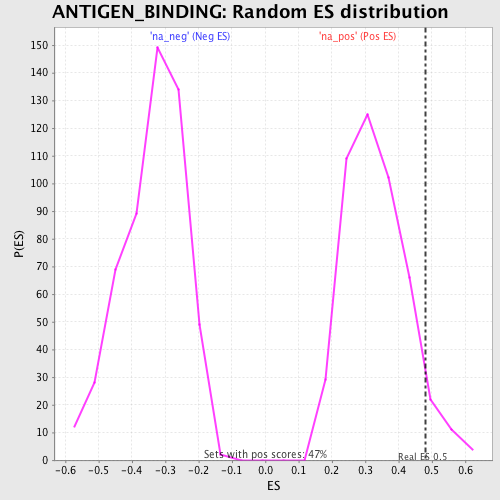 ANTIGEN_BINDING: Random ES distribution
'na_neg' (Neg ES) 'na_pos' (Pos ES)
150
140
130
120
110
100
90
80
70
60
50
40
30
20
10
0
P(ES)
Sets with pos scores: 47%
Real ES 0.5
-0.6 -0.5 -0.4 -0.3 -0.2 -0.1 0.0 0.1 0.2 0.3 0.4 0.5 0.6
ES